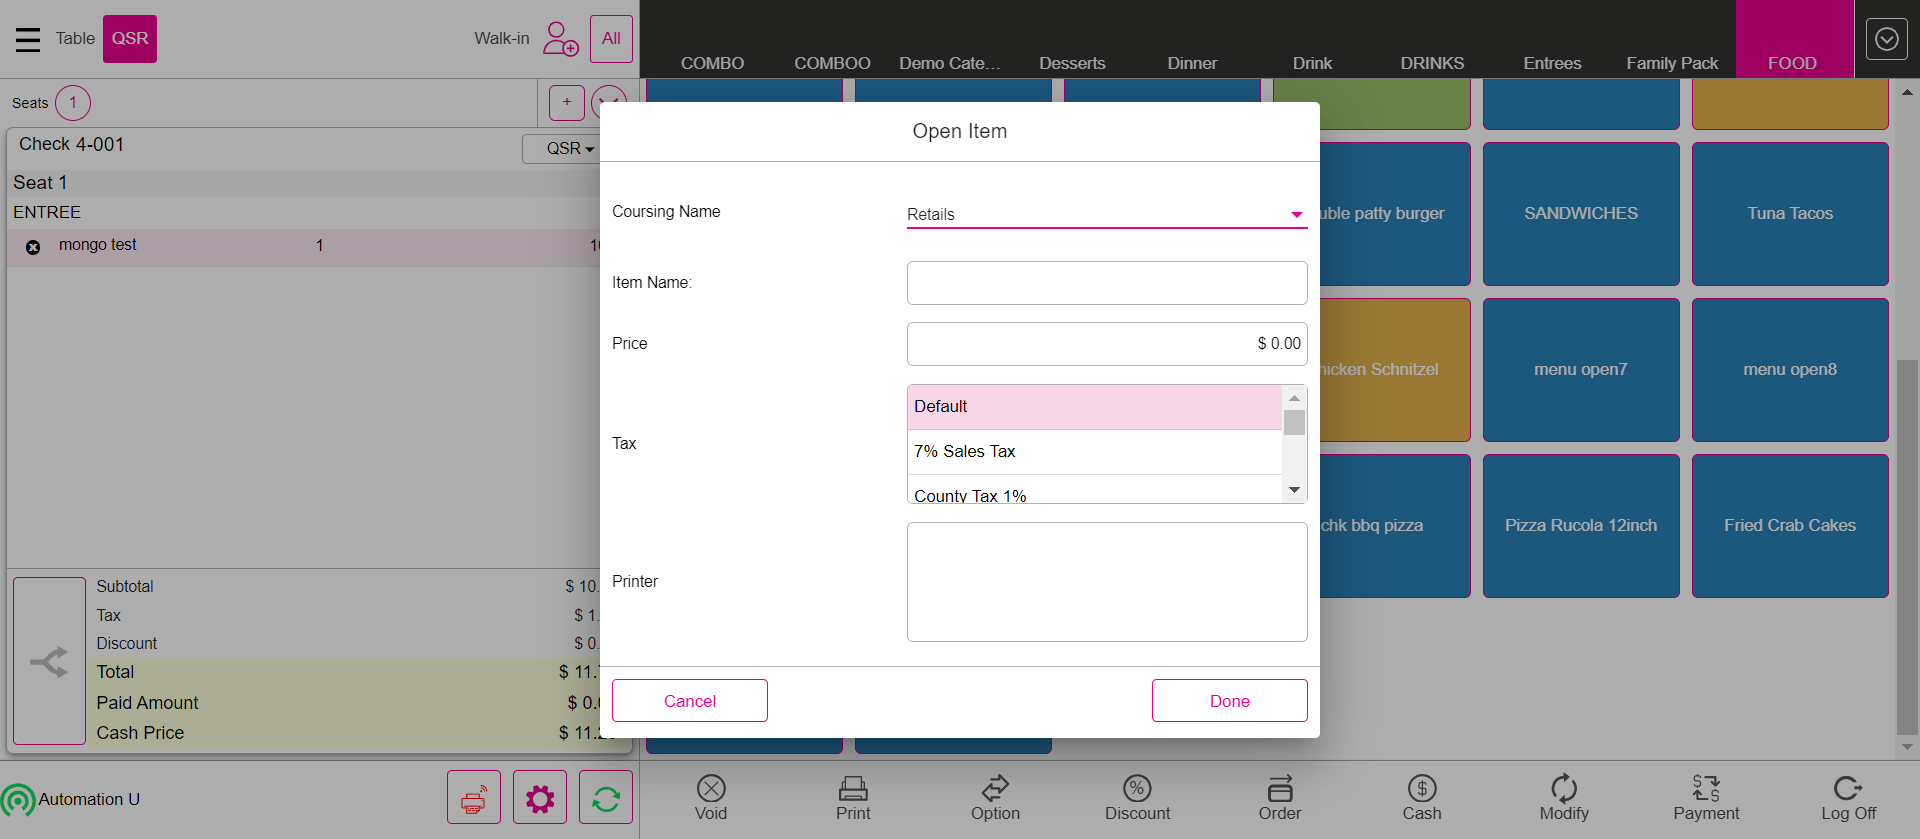 Table
QSR
Walk-in
All
COMBO
COMBOO
Demo Cate...
Desserts
Dinner
Drink
DRINKS
Entrees
Family Pack
FOOD
Seats
1
+
Check 4-001
QSR
Seat 1
ENTREE
mongo test
1
Subtotal
$ 10.
Tax
$ 1.
Discount
$ 0.
Total
$ 11.
Paid Amount
$ 0.
Cash Price
$ 11.
Open Item
Coursing Name
Retails
Item Name:
Price
$ 0.00
Tax
Default
7% Sales Tax
County Tax 1%
Printer
Cancel
Done
patty burger
SANDWICHES
Tuna Tacos
Schnitzel
menu open7
menu open8
chk bbq pizza
Pizza Rucola 12inch
Fried Crab Cakes
Automation U
Void
Print
Option
Discount
Order
Cash
Modify
Payment
Log Off